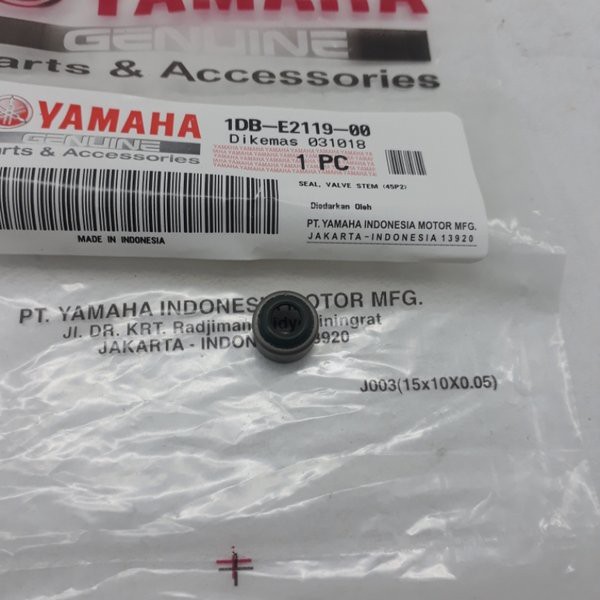 YAMAHA
GENUINE
arts & Accessories
YAMAHA
GENUINE
1DB-E2119-00
Dikemas 031018
1 PC
SEAL, VALVE STEM (45P2)
Diedarkan Oleh
PT. YAMAHA INDONESIA MOTOR MFG.
JAKARTA-INDONESIA 13920
MADE IN INDONESIA
PT. YAMAHA INDONES MOTOR MFG.
Jl. DR. KRT. Radjiman iningrat
JAKARTA - INDON 13920
J003(15x10X0.05)